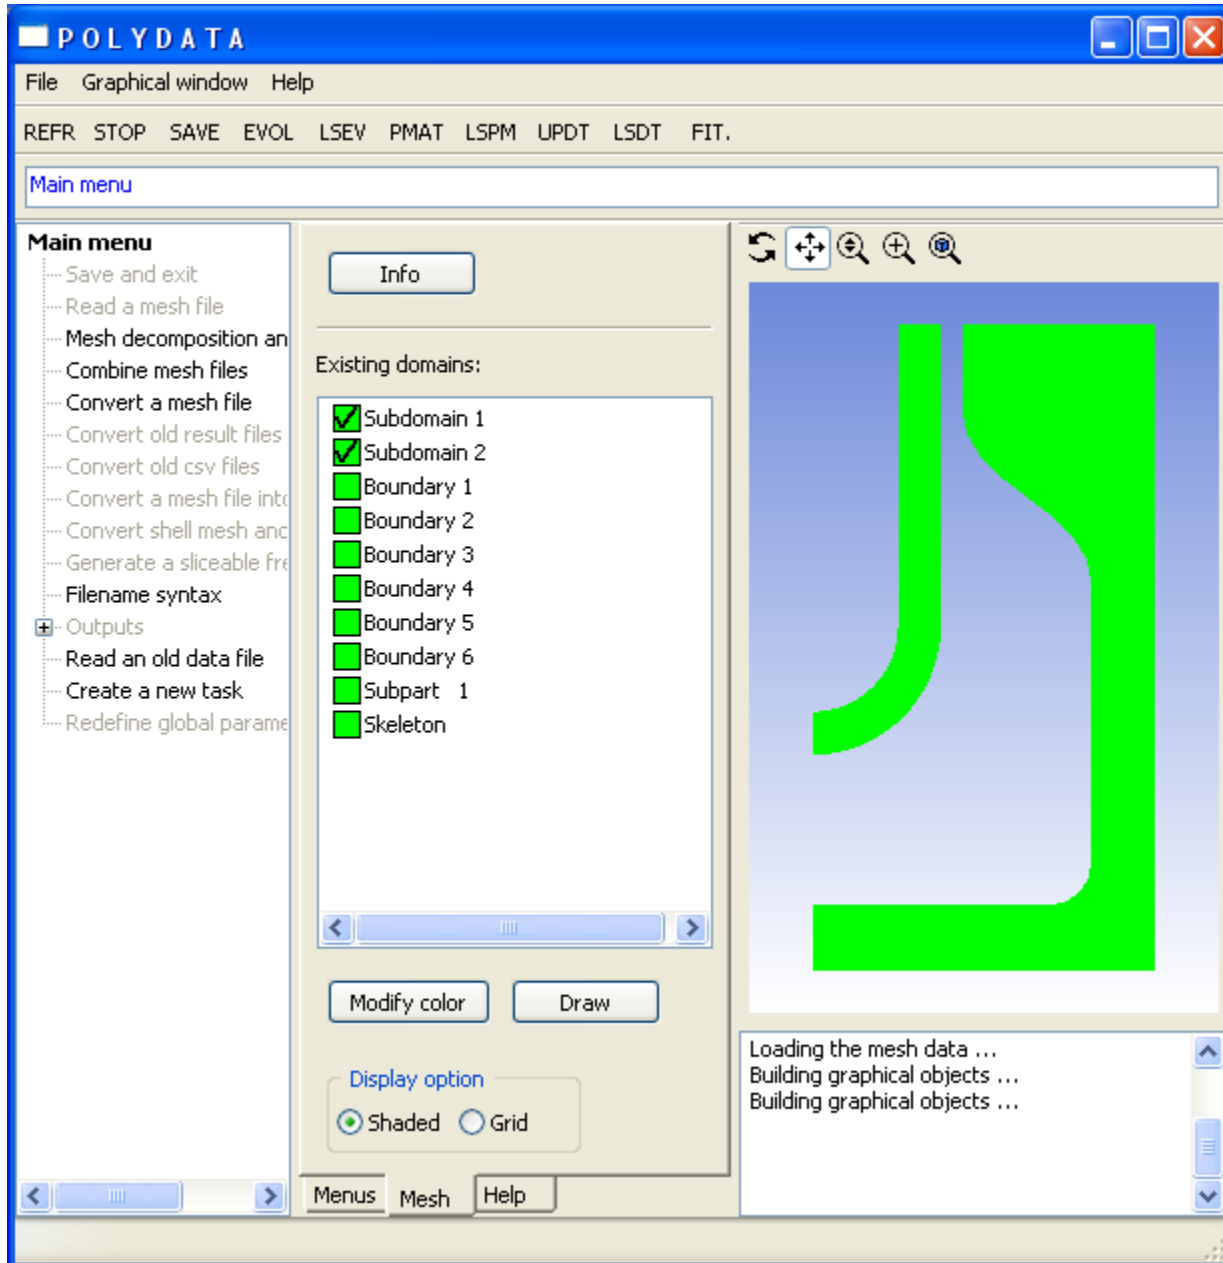 POLYDATA
File Graphical window Help
REFR STOP SAVE EVOL LSEV PMAT LSPM UPDT LSDT FIT.
Main menu
Main menu
Save and exit
Read a mesh file
Mesh decomposition an
Combine mesh files
Convert a mesh file
Convert old result files
Convert old csv files
Convert a mesh file into
Convert shell mesh and
Generate a sliceable fre
Filename syntax
Outputs
Read an old data file
Create a new task
Redefine global parame
Info
Existing domains:
Subdomain 1
Subdomain 2
Boundary 1
Boundary 2
Boundary 3
Boundary 4
Boundary 5
Boundary 6
Subpart 1
Skeleton
Modify color Draw
Display option
Shaded Grid
Menus Mesh Help
Loading the mesh data ...
Building graphical objects ...
Building graphical objects ...